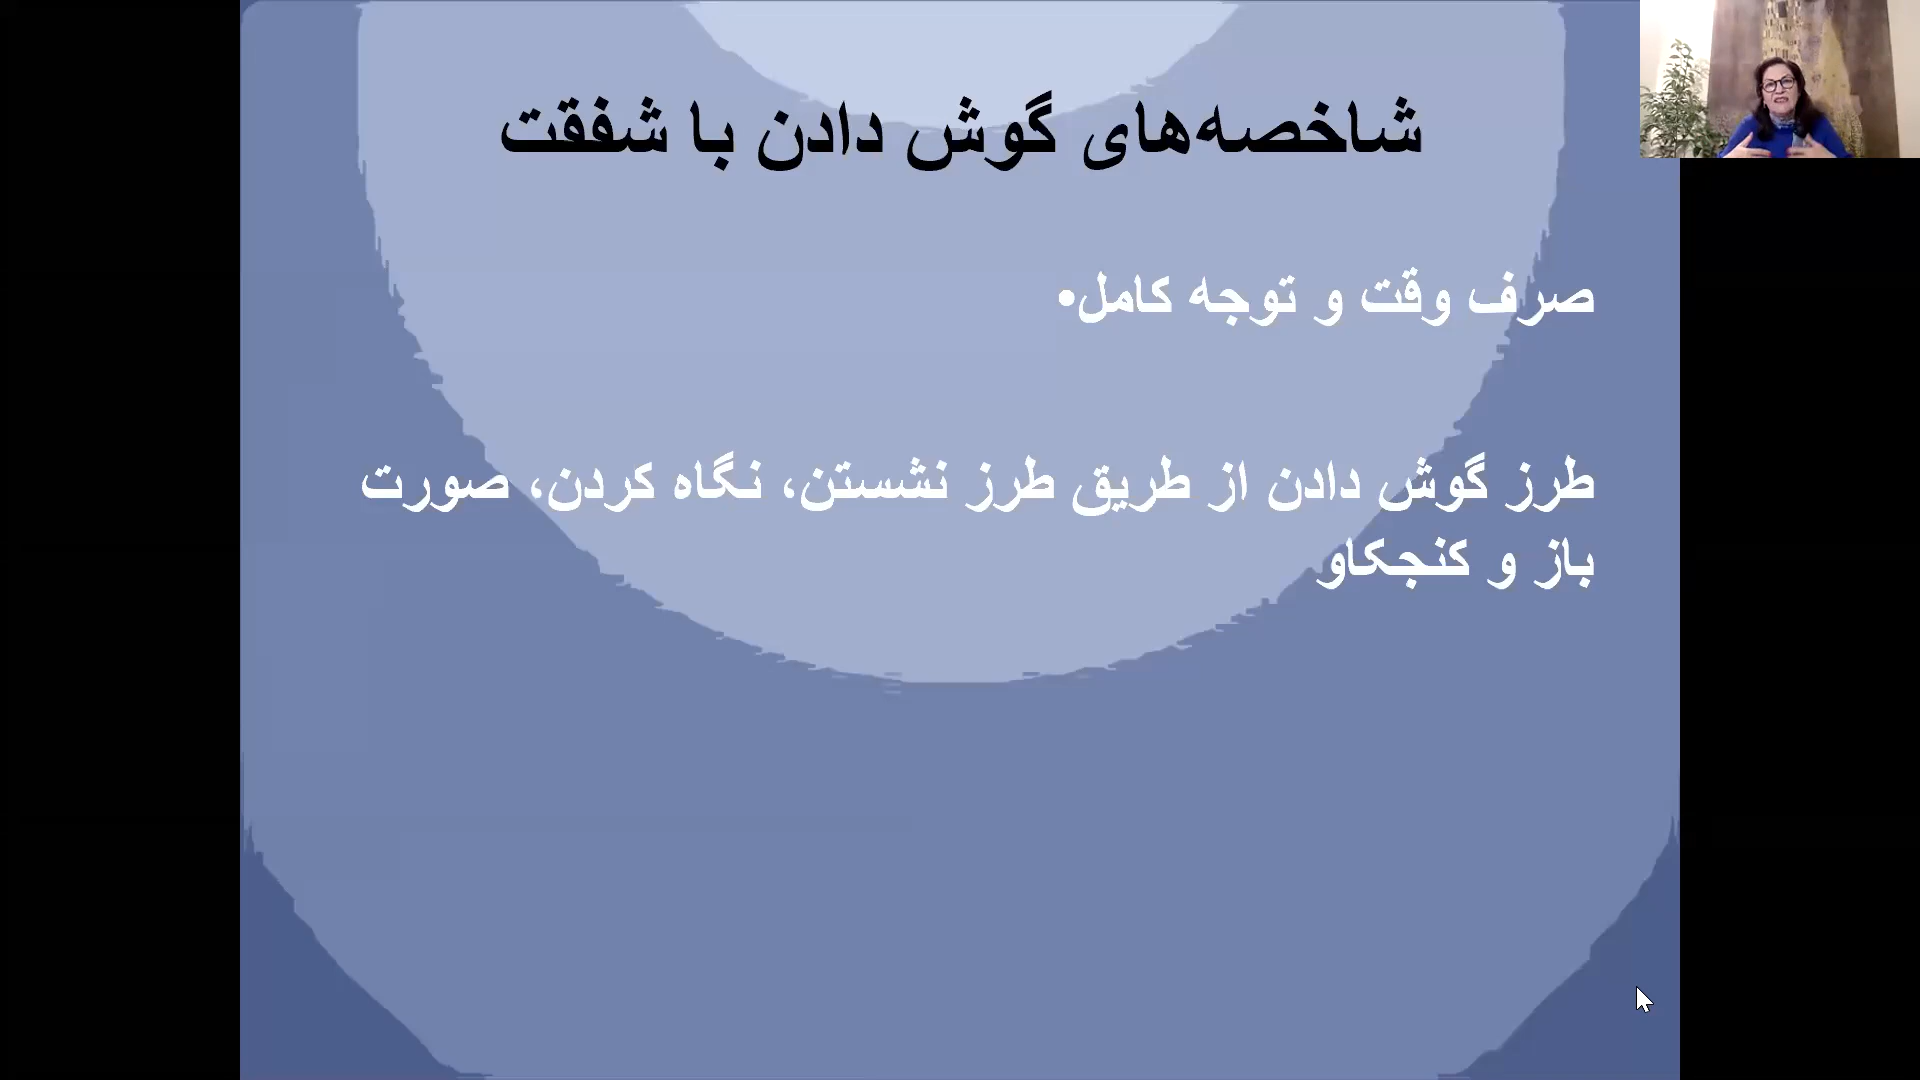 شاخصه‌های گوش دادن با شفقت
صرف وقت و توجه کامل•
طرز گوش دادن از طریق طرز نشستن، نگاه کردن، صورت
باز و کنجکاو